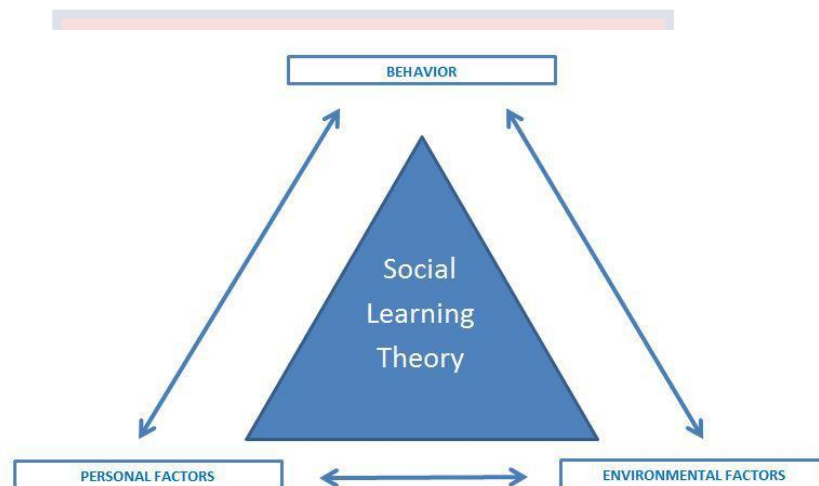 BEHAVIOR
Social
Learning
Theory
PERSONAL FACTORS
ENVIRONMENTAL FACTORS